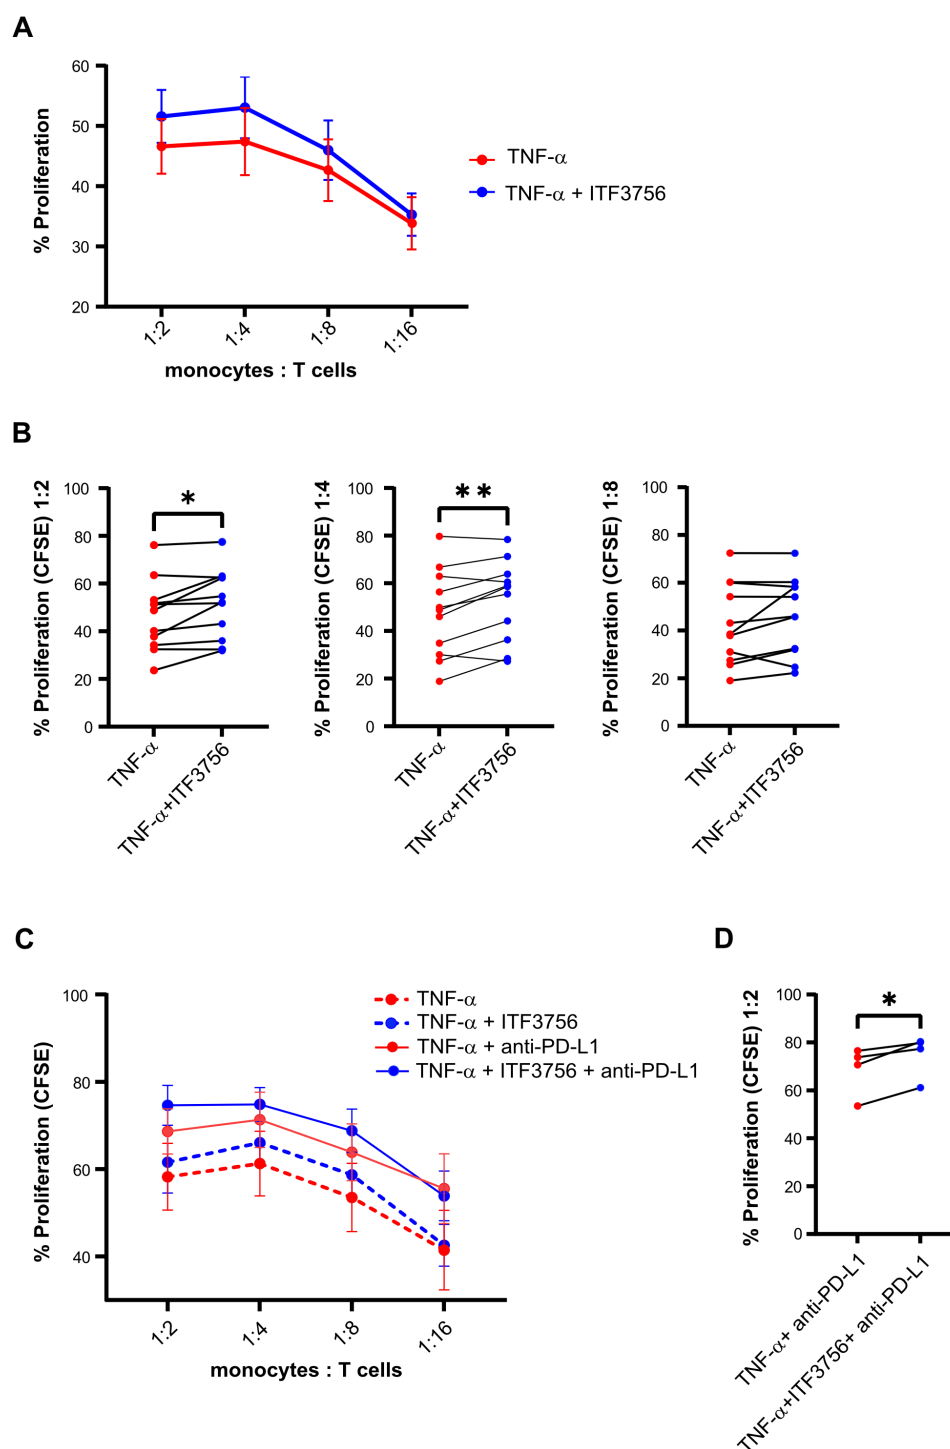 A
% Proliferation
60
50
40
30
20
1:2
1:4
1:8
1:16
monocytes : T cells
TNF-α
TNF-α + ITF3756
B
% Proliferation (CFSE) 1:2
100
80
60
40
20
0
*
TNF-α
TNF-α+ITF3756
% Proliferation (CFSE) 1:4
100
80
60
40
20
0
**
TNF-α
TNF-α+ITF3756
% Proliferation (CFSE) 1:8
100
80
60
40
20
0
TNF-α
TNF-α+ITF3756
C
% Proliferation (CFSE)
100
80
60
40
1:2
1:4
1:8
1:16
monocytes : T cells
TNF-α
TNF-α + ITF3756
TNF-α + anti-PD-L1
TNF-α + ITF3756 + anti-PD-L1
D
% Proliferation (CFSE) 1:2
100
80
60
40
20
0
*
TNF-α+ anti-PD-L1
TNF-α+ITF3756+ anti-PD-L1